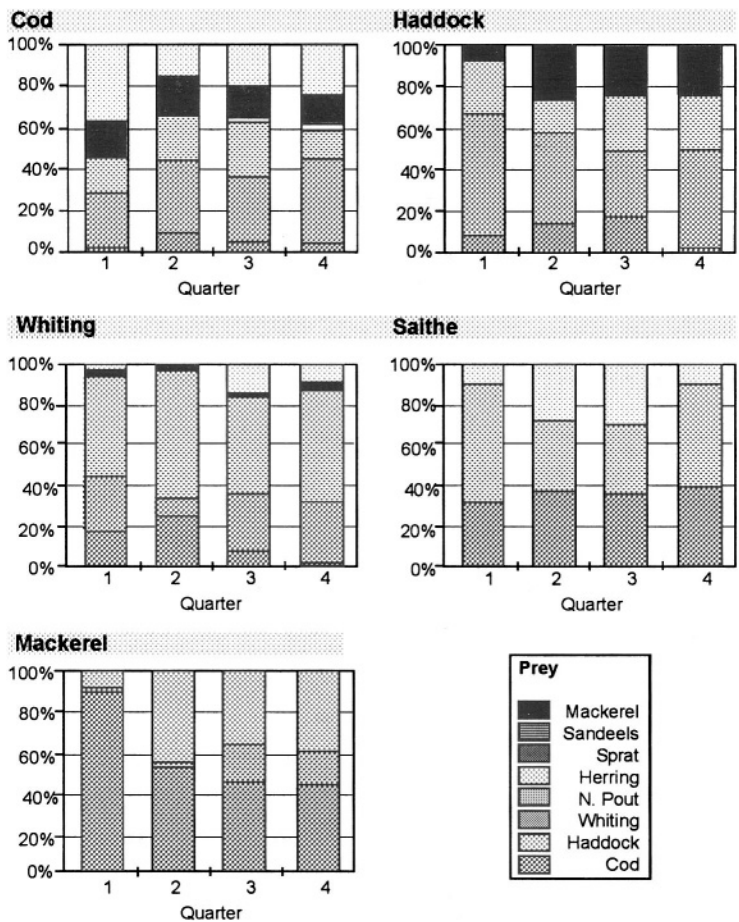 Cod
100%
80%
60%
40%
20%
0%
1 2 3 4
Quarter
Haddock
100%
80%
60%
40%
20%
0%
1 2 3 4
Quarter
Whiting
100%
80%
60%
40%
20%
0%
1 2 3 4
Quarter
Saithe
100%
80%
60%
40%
20%
0%
1 2 3 4
Quarter
Mackerel
100%
80%
60%
40%
20%
0%
1 2 3 4
Quarter
Prey
Mackerel
Sandeels
Sprat
Herring
N. Pout
Whiting
Haddock
Cod